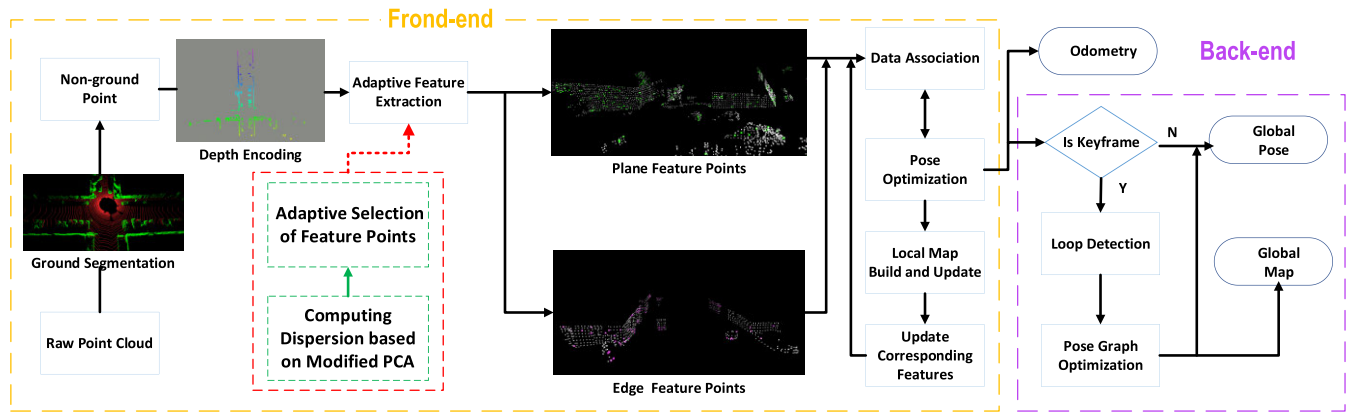 Frond-end
Back-end
Non-ground
Point
Depth Encoding
Adaptive Feature
Extraction
Ground Segmentation
Raw Point Cloud
Adaptive Selection
of Feature Points
Computing
Dispersion based
on Modified PCA
Plane Feature Points
Edge Feature Points
Data Association
Pose
Optimization
Local Map
Build and Update
Update
Corresponding
Features
Odometry
Is Keyframe
N
Y
Global
Pose
Loop Detection
Global
Map
Pose Graph
Optimization